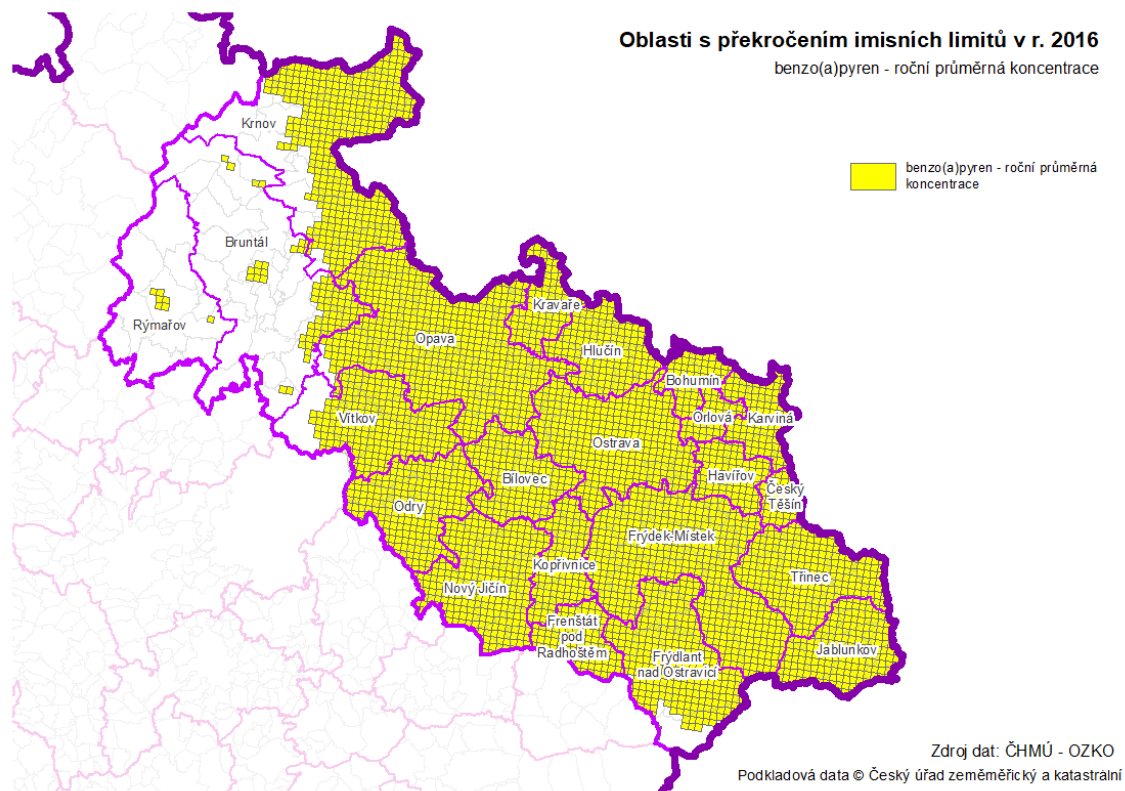 Oblasti s překročením imisních limitů v r. 2016
benzo(a)pyren - roční průměrná koncentrace
benzo(a)pyren - roční průměrná
koncentrace
Krnov
Bruntál
Rýmařov
Kravaře
Opava
Hlučín
Bohumín
Orlová
Karviná
Vítkov
Ostrava
Havířov
Bílovec
Český
Těšín
Odry
Frýdek-Místek
Kopřivnice
Třinec
Nový Jičín
Frenštát
pod
Radhoštěm
Frýdlant
nad Ostravicí
Jablunkov
Zdroj dat: ČHMÚ - OZKO
Podkladová data © Český úřad zeměměřický a katastrální